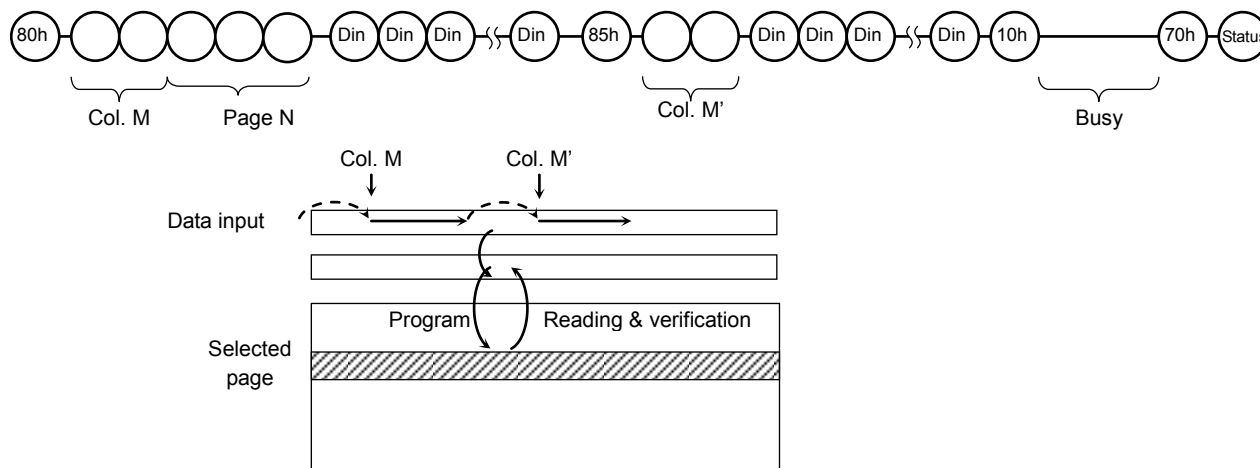 80h Din Din Din Din 85h Din Din Din Din 10h 70h Status
Col. M Page N Col. M’ Busy
Col. M Col. M’
Data input
Program Reading & verification
Selected
page